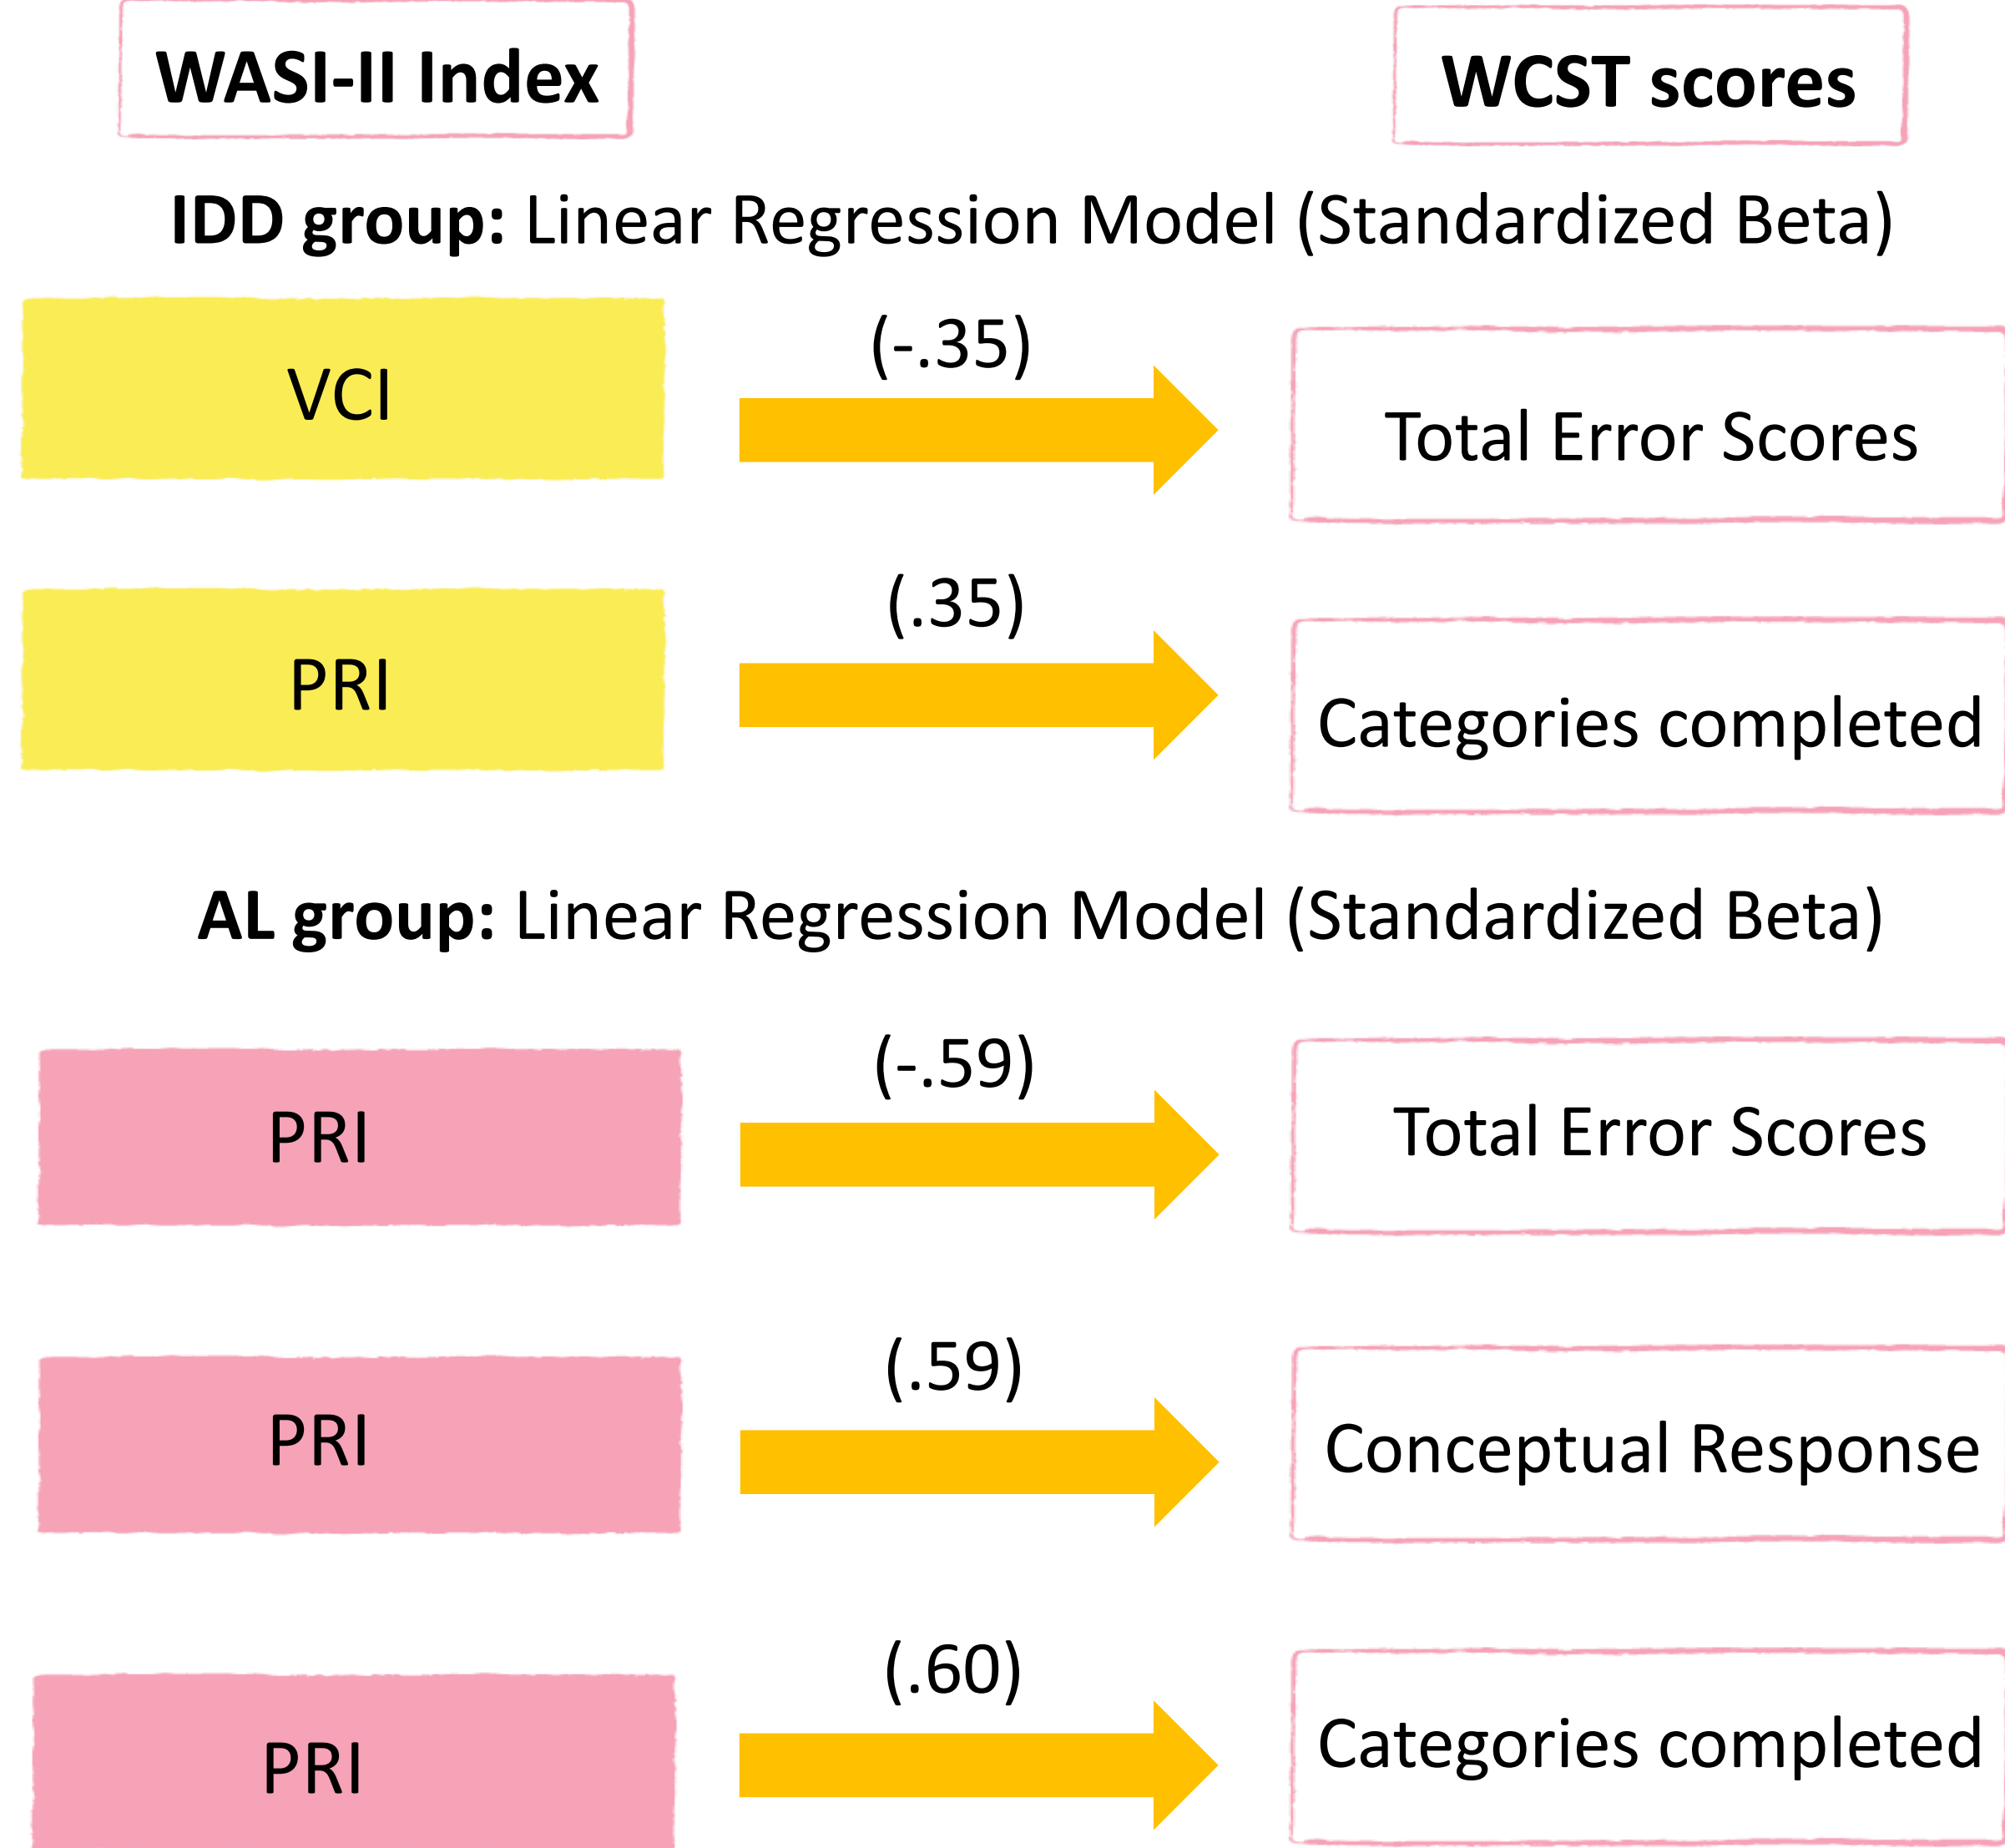 WASI-II Index
WCST scores
IDD group: Linear Regression Model (Standardized Beta)
VCI
(-.35)
Total Error Scores
PRI
(.35)
Categories completed
AL group: Linear Regression Model (Standardized Beta)
PRI
(-.59)
Total Error Scores
PRI
(.59)
Conceptual Response
PRI
(.60)
Categories completed